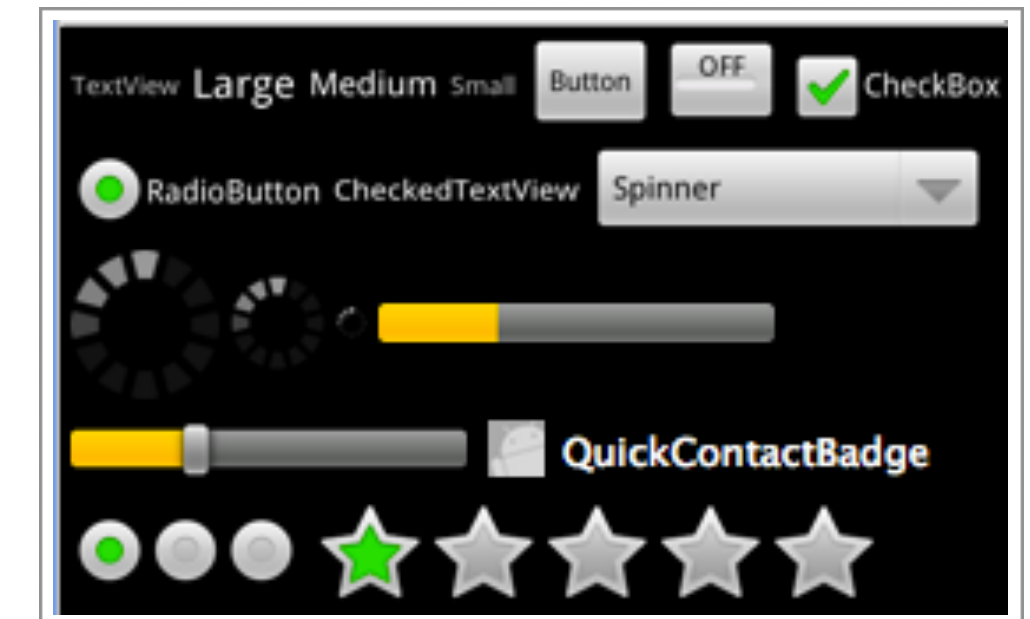 TextView Large Medium Small Button OFF CheckBox
RadioButton CheckedTextView Spinner
QuickContactBadge